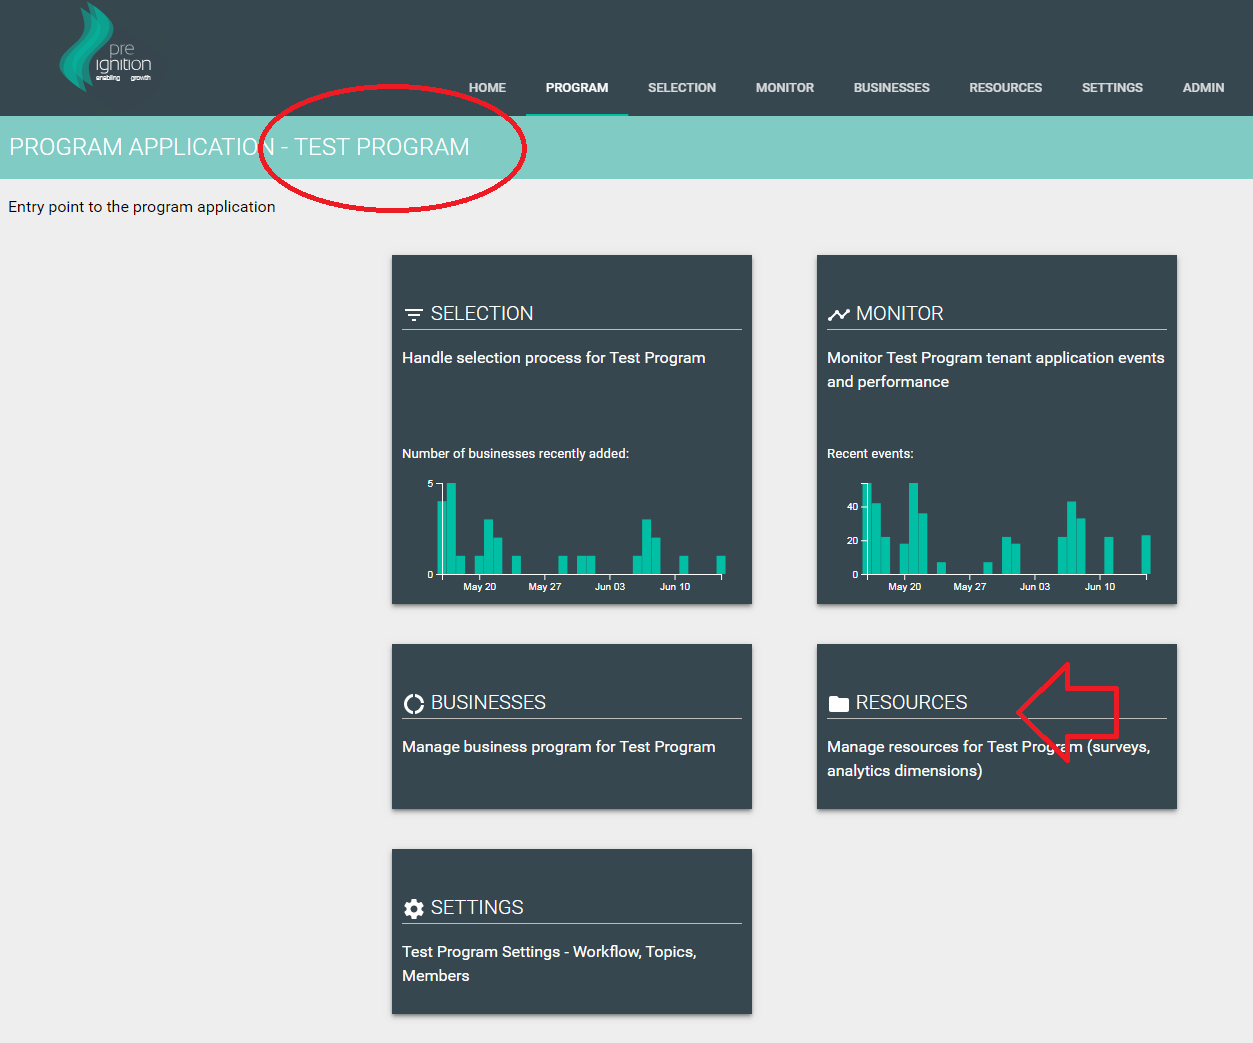 pre
ignition
enabling growth
HOME PROGRAM SELECTION MONITOR BUSINESSES RESOURCES SETTINGS ADMIN
PROGRAM APPLICATION - TEST PROGRAM
Entry point to the program application
SELECTION
Handle selection process for Test Program
Number of businesses recently added:
5
0
May 20 May 27 Jun 03 Jun 10
MONITOR
Monitor Test Program tenant application events
and performance
Recent events:
40
20
0
May 20 May 27 Jun 03 Jun 10
BUSINESSES
Manage business program for Test Program
RESOURCES
Manage resources for Test Program (surveys,
analytics dimensions)
SETTINGS
Test Program Settings - Workflow, Topics,
Members